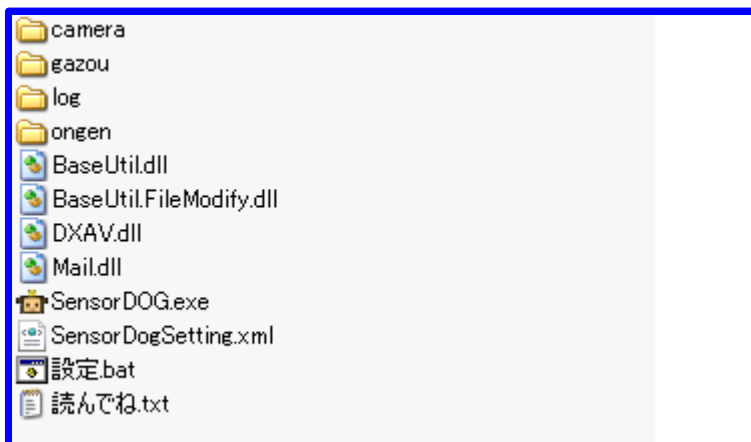 camera
gazou
log
ongen
BaseUtil.dll
BaseUtil.FileModify.dll
DXAV.dll
Mail.dll
SensorDOG.exe
SensorDogSetting.xml
設定.bat
読んでね.txt